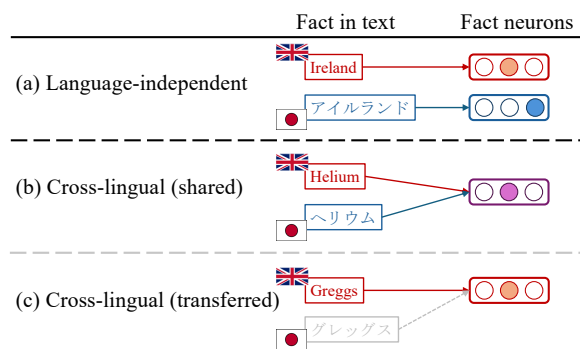 Fact in text Fact neurons
(a) Language-independent
Ireland
アイルランド
(b) Cross-lingual (shared)
Helium
ヘリウム
(c) Cross-lingual (transferred)
Greggs
グレッグス